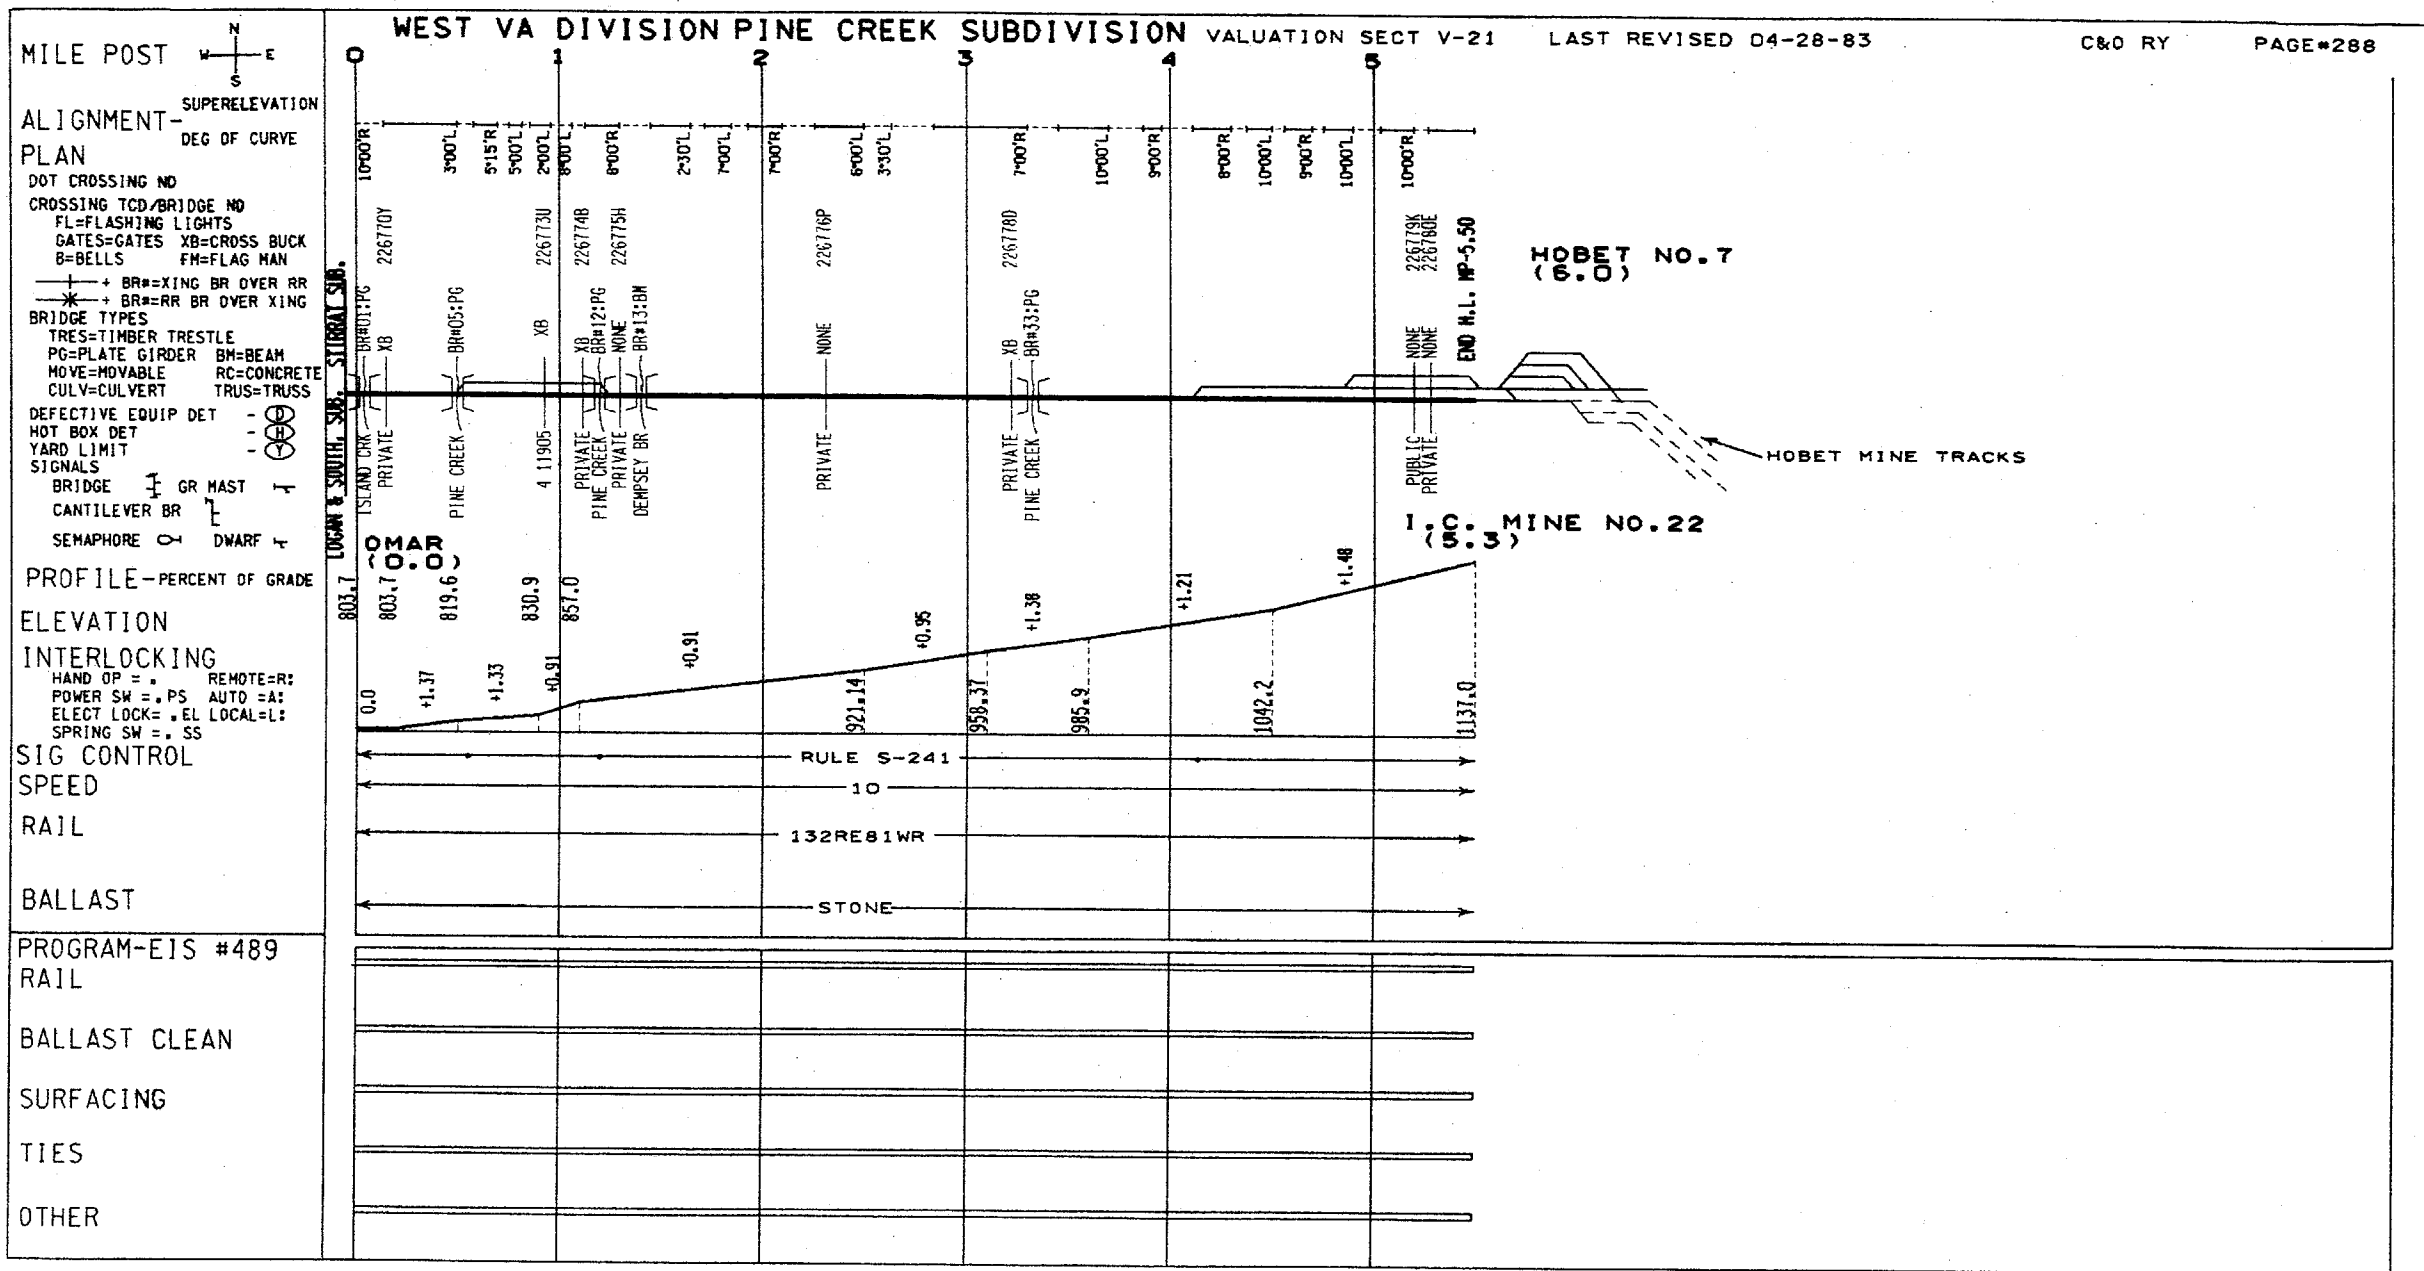 WEST VA DIVISION PINE CREEK SUBDIVISION VALUATION SECT V-21 LAST REVISED 04-28-83 C&O RY PAGE#288
MILE POST
N
W E
S
0 1 2 3 4 5
SUPERELEVATION
ALIGNMENT-
DEG OF CURVE
10°00'R 3°00'L 5°15'R 5°00'L 2°00'L 8°00'L 8°00'R 2°30'L 7°00'L 7°00'R 6°00'L 3°30'L 7°00'R 10°00'L 9°00'R 8°00'R 10°00'L 9°00'R 10°00'L 10°00'R
PLAN
DOT CROSSING NO
226770Y 226773U 226774B 226775H 226776P 226778D 226779K 226780E
CROSSING TCD/BRIDGE NO
FL=FLASHING LIGHTS
GATES=GATES XB=CROSS BUCK
B=BELLS FM=FLAG MAN
+ BR#=XING BR OVER RR
+ BR#=RR BR OVER XING
BRIDGE TYPES
TRES=TIMBER TRESTLE
PG=PLATE GIRDER BM=BEAM
MOVE=MOVABLE RC=CONCRETE
CULV=CULVERT TRUS=TRUSS
DEFECTIVE EQUIP DET - D
HOT BOX DET - H
YARD LIMIT - Y
SIGNALS
BRIDGE GR MAST
CANTILEVER BR
SEMAPHORE DWARF
LOGAN & SOUTH. SUB. STIRRAT SUB.
BR#01:PG XB BR#05:PG XB XB BR#12:PG NONE BR#13:BM NONE XB BR#33:PG NONE NONE
END M.L. MP-5.50
HOBET NO.7
(6.0)
ISLAND CRK PRIVATE PINE CREEK 4 11905 PRIVATE PINE CREEK PRIVATE DEMPSEY BR PRIVATE PRIVATE PINE CREEK PUBLIC PRIVATE
HOBET MINE TRACKS
I.C. MINE NO.22
(5.3)
OMAR
(0.0)
PROFILE-PERCENT OF GRADE
803.7 803.7 819.6 830.9 857.0
ELEVATION
0.0 +1.37 +1.33 +0.91 +0.91 +0.95 +1.38 +1.21 +1.48
921.14 958.37 985.9 1042.2 1137.0
INTERLOCKING
HAND OP = . REMOTE=R:
POWER SW =.PS AUTO =A:
ELECT LOCK= .EL LOCAL=L:
SPRING SW =. SS
SIG CONTROL
RULE S-241
SPEED
10
RAIL
132RE81WR
BALLAST
STONE
PROGRAM-EIS #489
RAIL
BALLAST CLEAN
SURFACING
TIES
OTHER